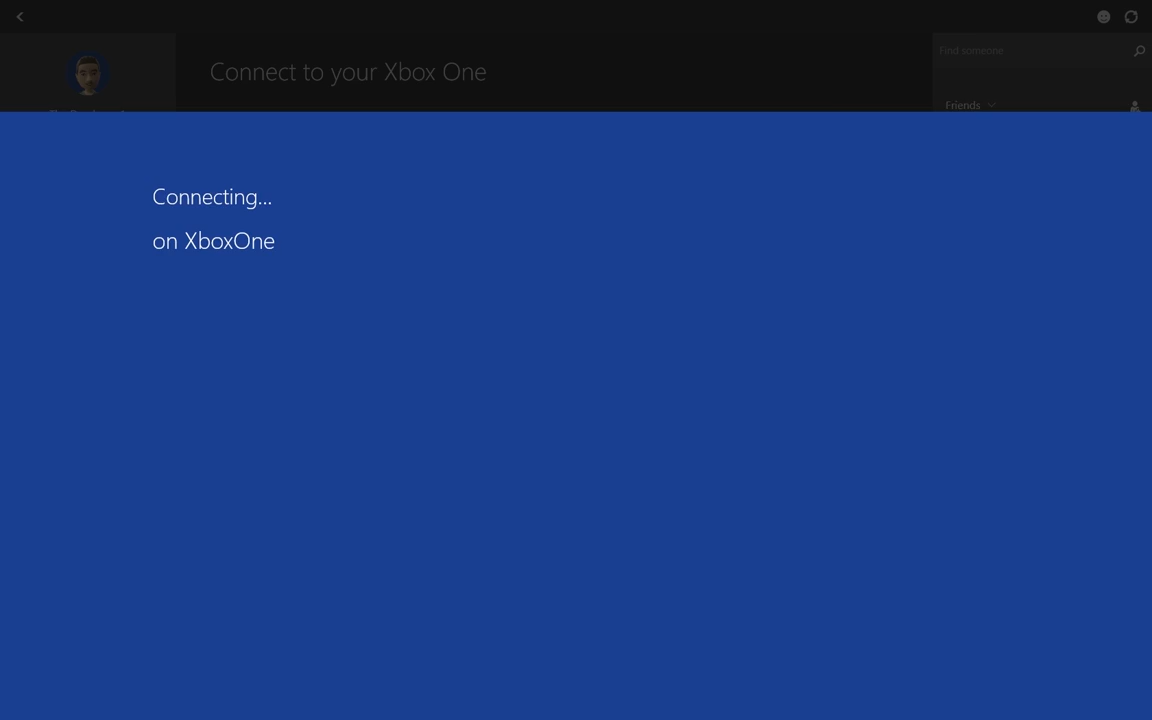 Find someone
Connect to your Xbox One
Friends
Connecting...
on XboxOne